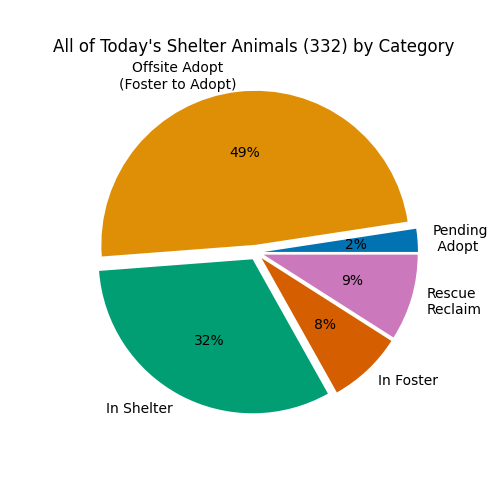 All of Today's Shelter Animals (332) by Category
Offsite Adopt
(Foster to Adopt)
49%
Pending
Adopt
2%
9%
Rescue
Reclaim
8%
In Foster
32%
In Shelter